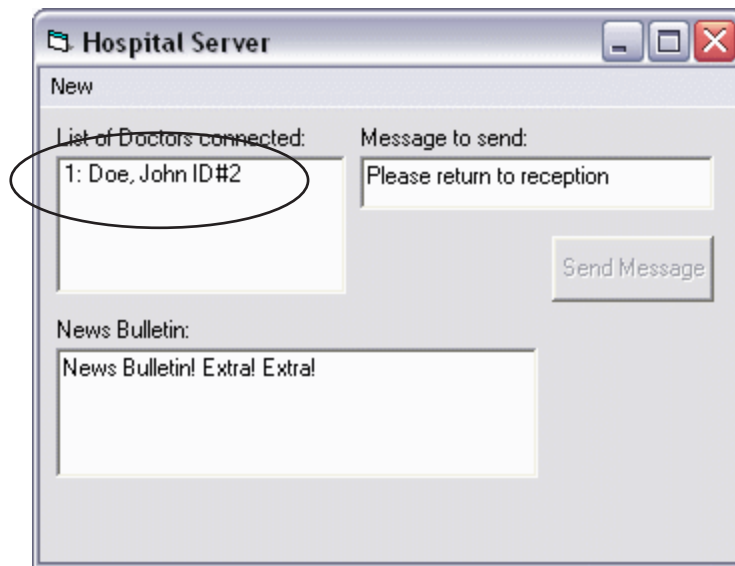 Hospital Server
New
List of Doctors connected:
1: Doe, John ID#2
Message to send:
Please return to reception
Send Message
News Bulletin:
News Bulletin! Extra! Extra!